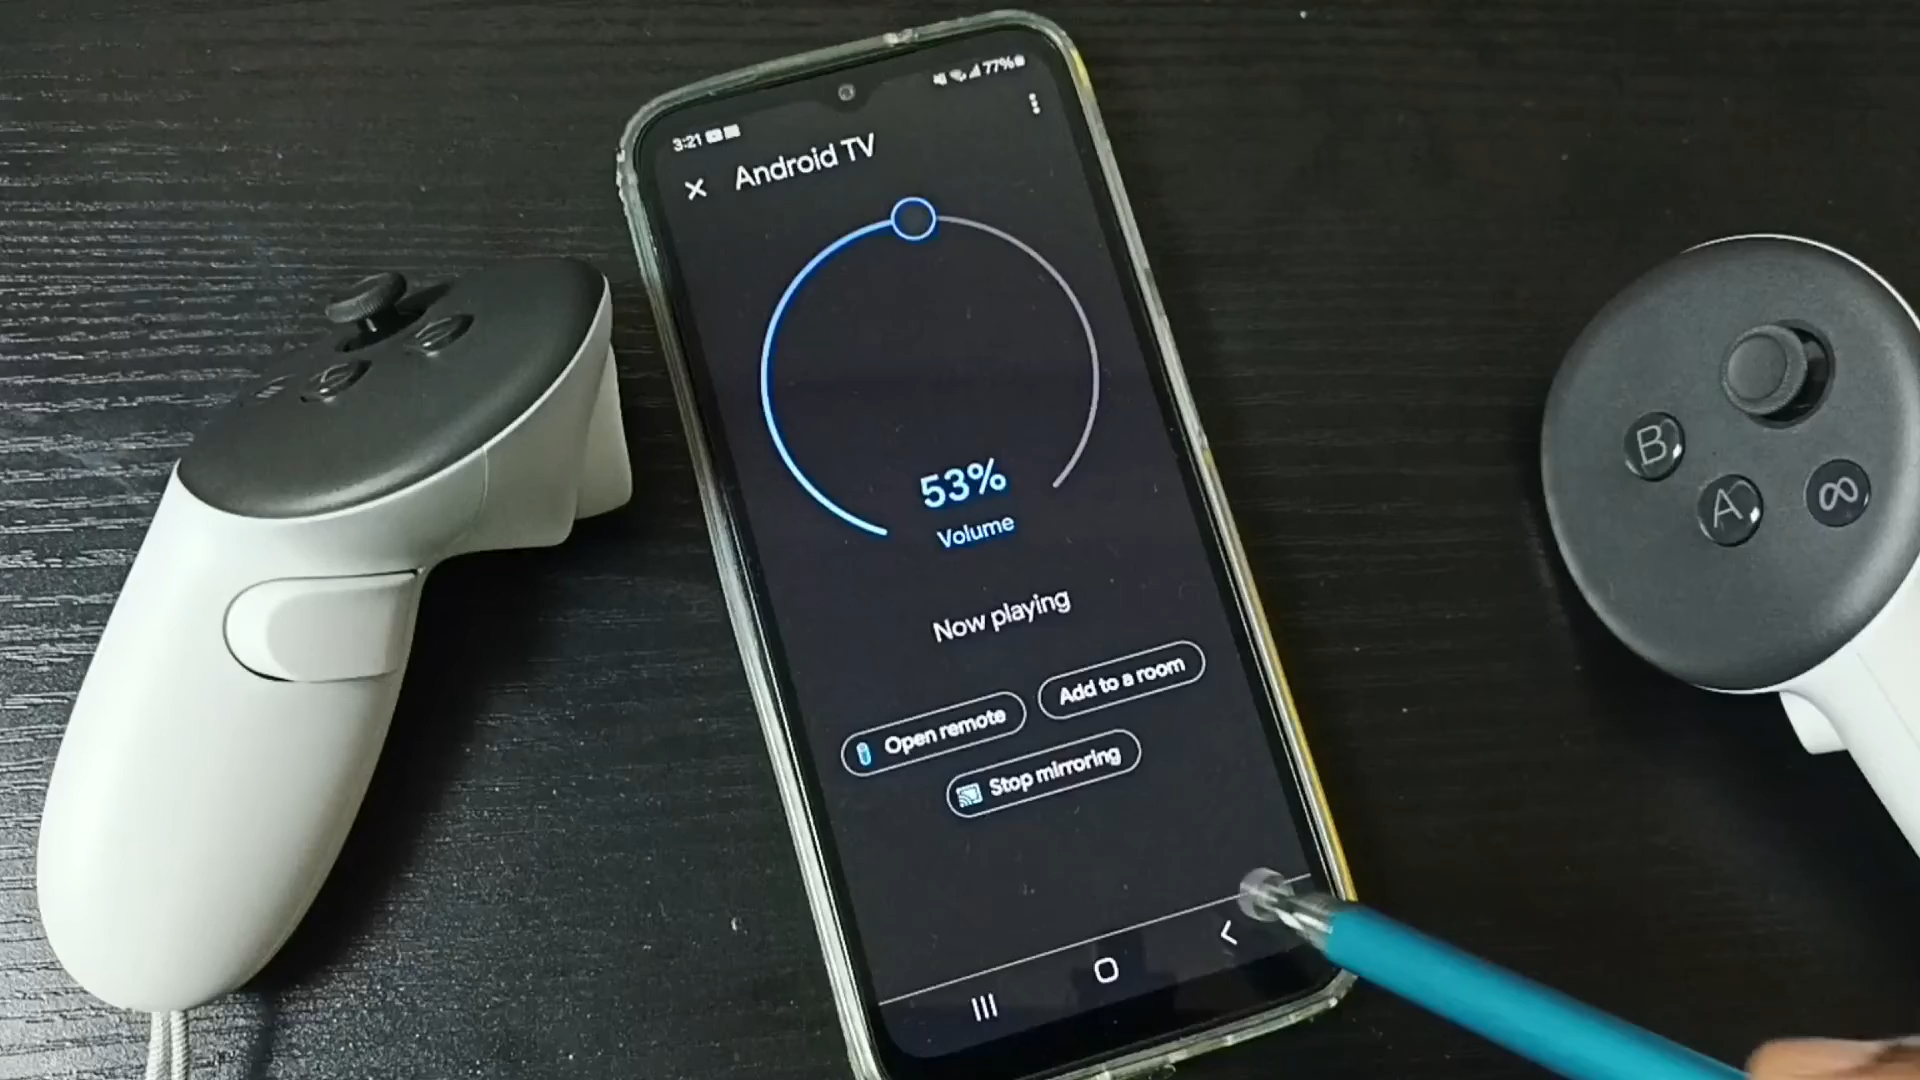 3:21
77%
Android TV
53%
Volume
Now playing
Open remote
Add to a room
Stop mirroring
B
A